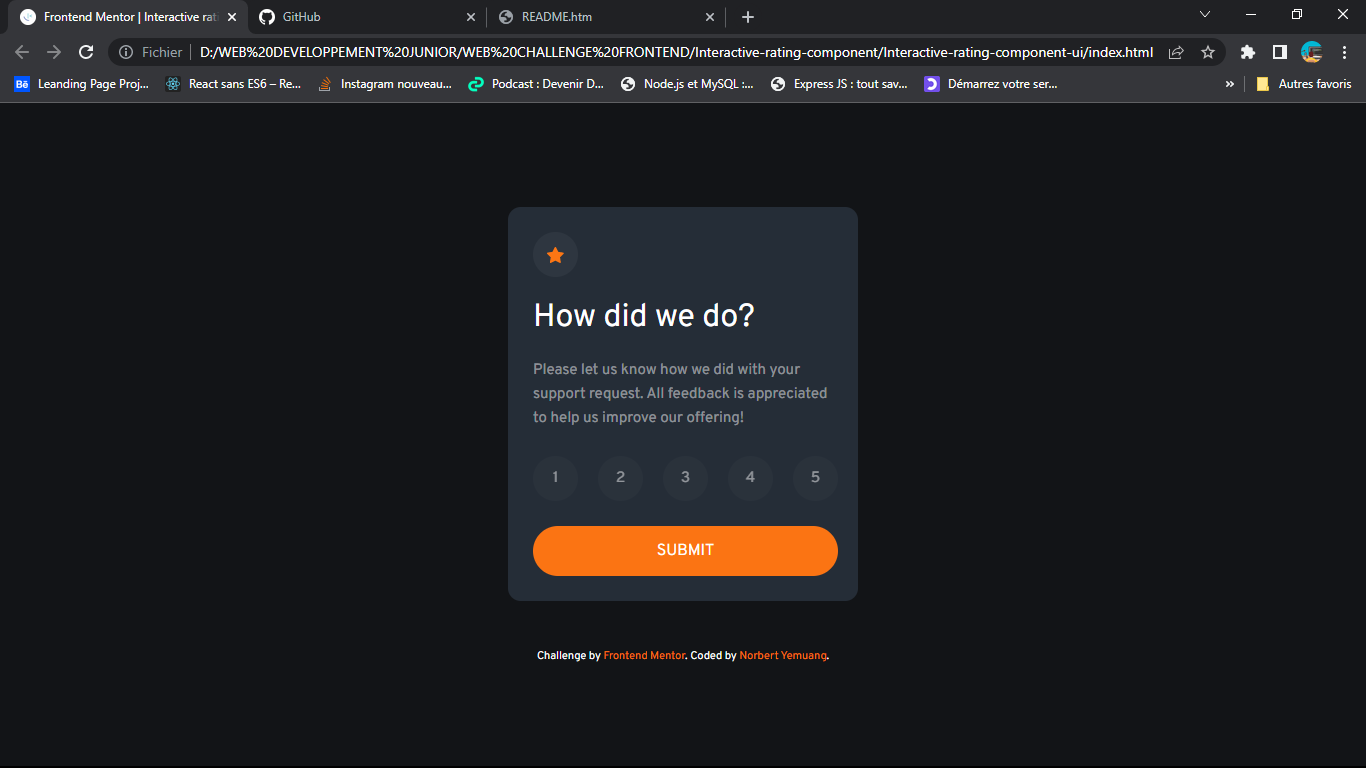 Frontend Mentor | Interactive rat
GitHub
README.htm
Fichier
D:/WEB%20DEVELOPPEMENT%20JUNIOR/WEB%20CHALLENGE%20FRONTEND/Interactive-rating-component/Interactive-rating-component-ui/index.html
Bē Leanding Page Proj... React sans ES6 – Re... Instagram nouveau... Podcast : Devenir D... Node.js et MySQL :... Express JS : tout sav... Démarrez votre ser... » Autres favoris
How did we do?
Please let us know how we did with your
support request. All feedback is appreciated
to help us improve our offering!
1 2 3 4 5
SUBMIT
Challenge by Frontend Mentor. Coded by Norbert Yemuang.